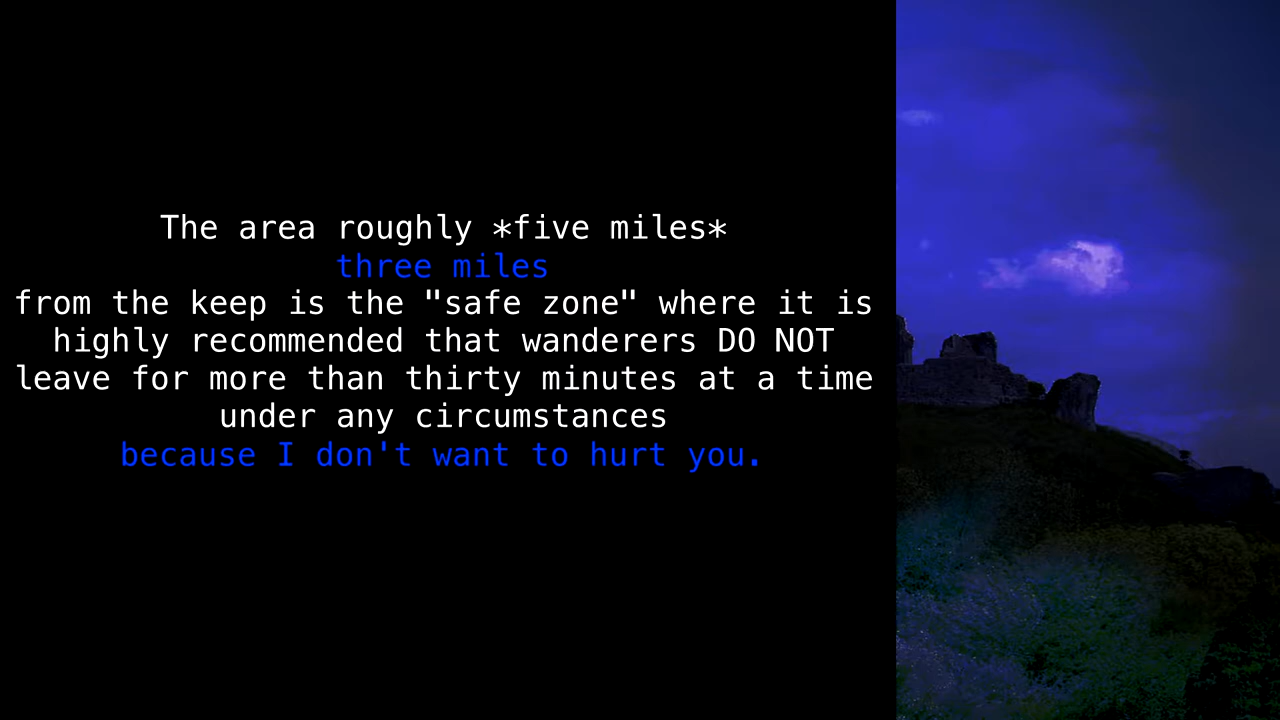 The area roughly *five miles*
three miles
from the keep is the "safe zone" where it is
highly recommended that wanderers DO NOT
leave for more than thirty minutes at a time
under any circumstances
because I don't want to hurt you.